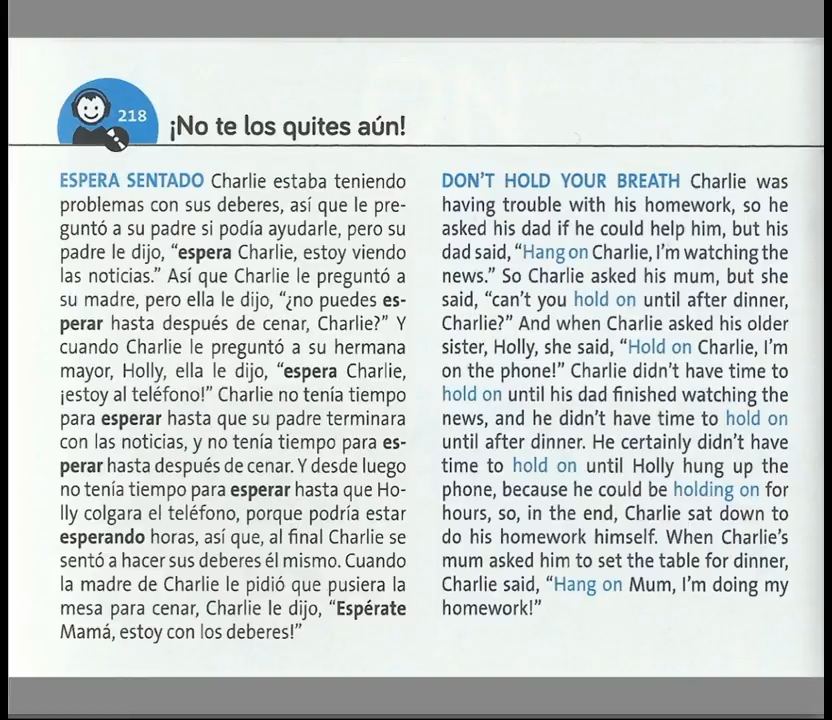 218
¡No te los quites aún!
ESPERA SENTADO Charlie estaba teniendo
problemas con sus deberes, así que le pre-
guntó a su padre si podía ayudarle, pero su
padre le dijo, “espera Charlie, estoy viendo
las noticias.” Así que Charlie le preguntó a
su madre, pero ella le dijo, “¿no puedes es-
perar hasta después de cenar, Charlie?” Y
cuando Charlie le preguntó a su hermana
mayor, Holly, ella le dijo, “espera Charlie,
¡estoy al teléfono!” Charlie no tenía tiempo
para esperar hasta que su padre terminara
con las noticias, y no tenía tiempo para es-
perar hasta después de cenar. Y desde luego
no tenía tiempo para esperar hasta que Ho-
lly colgara el teléfono, porque podría estar
esperando horas, así que, al final Charlie se
sentó a hacer sus deberes él mismo. Cuando
la madre de Charlie le pidió que pusiera la
mesa para cenar, Charlie le dijo, “Espérate
Mamá, estoy con los deberes!”
DON’T HOLD YOUR BREATH Charlie was
having trouble with his homework, so he
asked his dad if he could help him, but his
dad said, “Hang on Charlie, I’m watching the
news.” So Charlie asked his mum, but she
said, “can’t you hold on until after dinner,
Charlie?” And when Charlie asked his older
sister, Holly, she said, “Hold on Charlie, I’m
on the phone!” Charlie didn’t have time to
hold on until his dad finished watching the
news, and he didn’t have time to hold on
until after dinner. He certainly didn’t have
time to hold on until Holly hung up the
phone, because he could be holding on for
hours, so, in the end, Charlie sat down to
do his homework himself. When Charlie’s
mum asked him to set the table for dinner,
Charlie said, “Hang on Mum, I’m doing my
homework!”